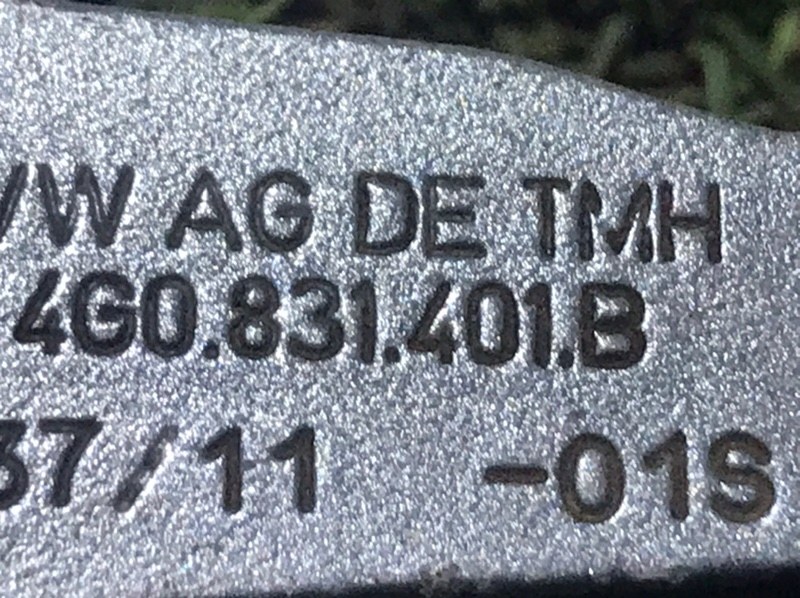 VW AG DE TMH
4G0.831.401.B
37/11 -01S